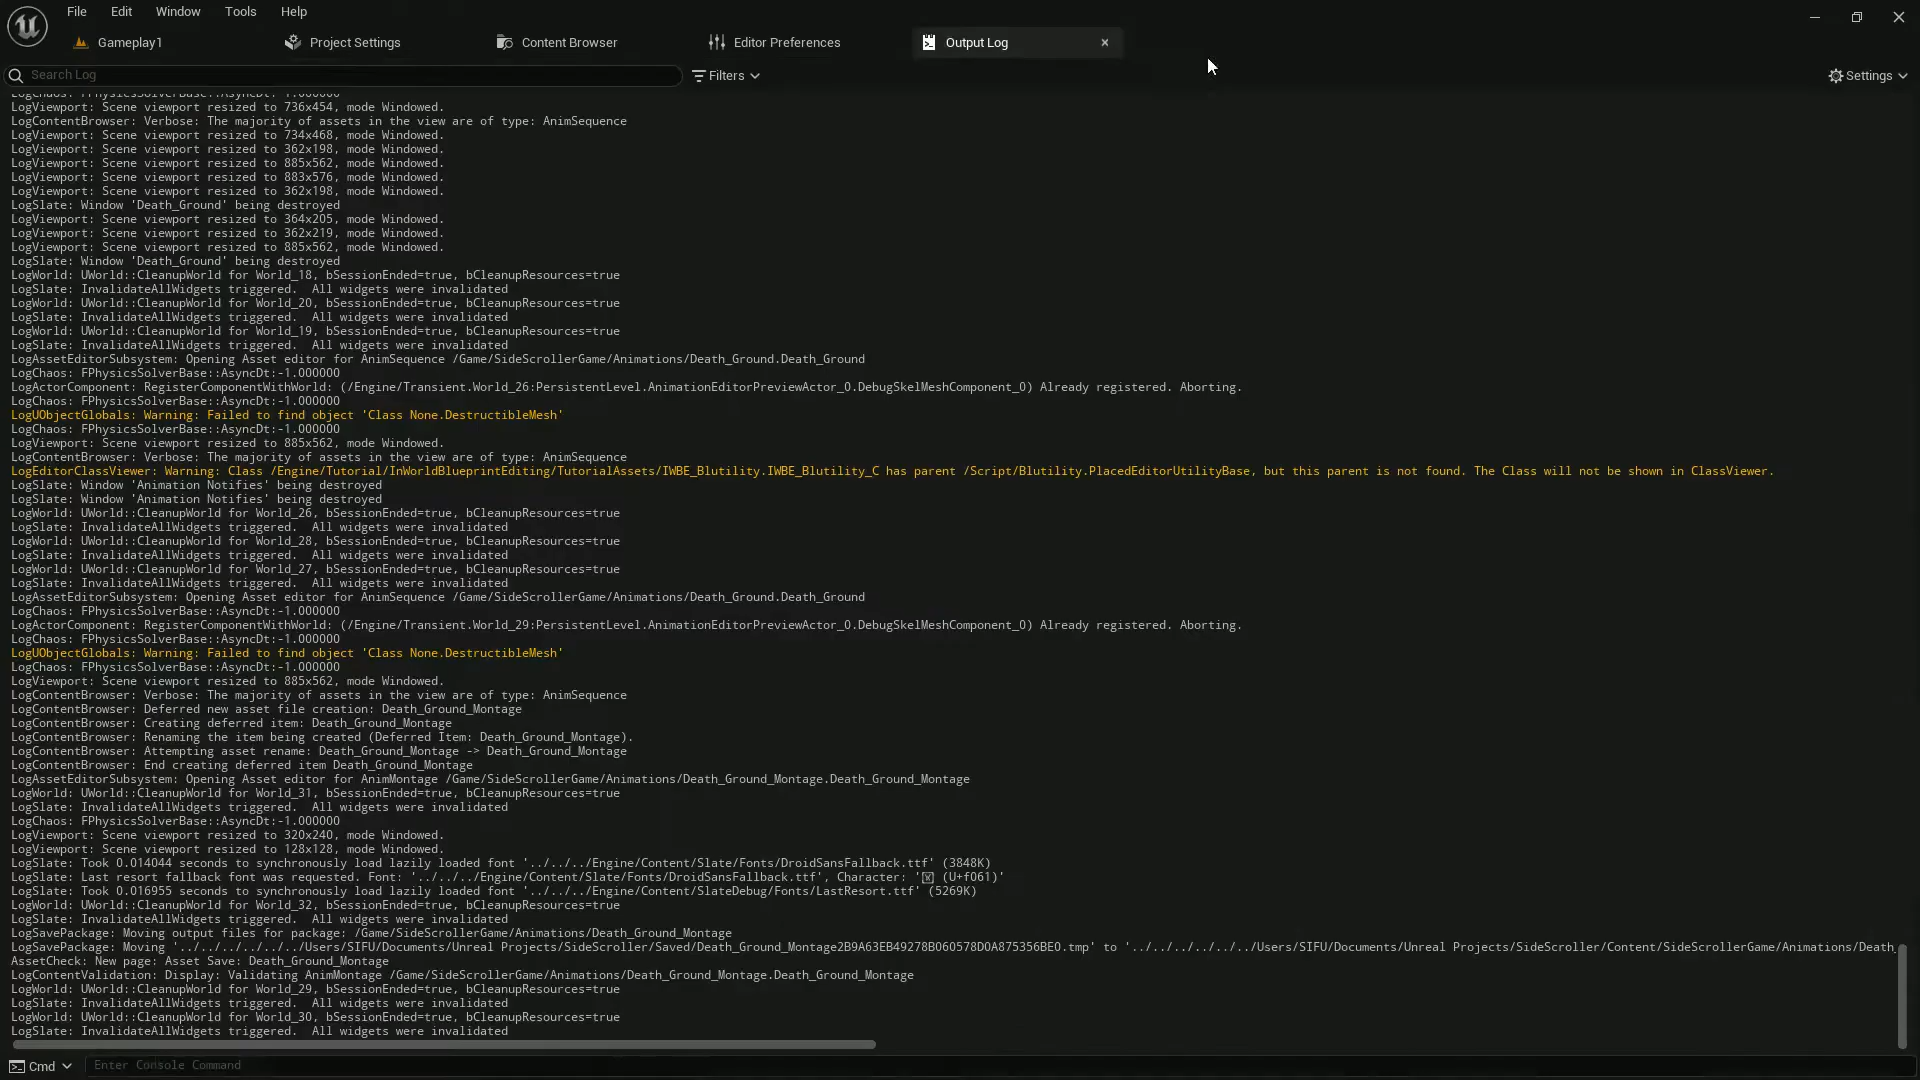 File Edit Window Tools Help
Gameplay1 Project Settings Content Browser Editor Preferences Output Log
Search Log Filters Settings
LogChaos: FPhysicsSolverBase::AsyncDt:-1.000000
LogViewport: Scene viewport resized to 736x454, mode Windowed.
LogContentBrowser: Verbose: The majority of assets in the view are of type: AnimSequence
LogViewport: Scene viewport resized to 734x468, mode Windowed.
LogViewport: Scene viewport resized to 362x198, mode Windowed.
LogViewport: Scene viewport resized to 885x562, mode Windowed.
LogViewport: Scene viewport resized to 883x576, mode Windowed.
LogViewport: Scene viewport resized to 362x198, mode Windowed.
LogSlate: Window 'Death_Ground' being destroyed
LogViewport: Scene viewport resized to 364x205, mode Windowed.
LogViewport: Scene viewport resized to 362x219, mode Windowed.
LogViewport: Scene viewport resized to 885x562, mode Windowed.
LogSlate: Window 'Death_Ground' being destroyed
LogWorld: UWorld::CleanupWorld for World_18, bSessionEnded=true, bCleanupResources=true
LogSlate: InvalidateAllWidgets triggered.  All widgets were invalidated
LogWorld: UWorld::CleanupWorld for World_20, bSessionEnded=true, bCleanupResources=true
LogSlate: InvalidateAllWidgets triggered.  All widgets were invalidated
LogWorld: UWorld::CleanupWorld for World_19, bSessionEnded=true, bCleanupResources=true
LogSlate: InvalidateAllWidgets triggered.  All widgets were invalidated
LogAssetEditorSubsystem: Opening Asset editor for AnimSequence /Game/SideScrollerGame/Animations/Death_Ground.Death_Ground
LogChaos: FPhysicsSolverBase::AsyncDt:-1.000000
LogActorComponent: RegisterComponentWithWorld: (/Engine/Transient.World_26:PersistentLevel.AnimationEditorPreviewActor_0.DebugSkelMeshComponent_0) Already registered. Aborting.
LogChaos: FPhysicsSolverBase::AsyncDt:-1.000000
LogUObjectGlobals: Warning: Failed to find object 'Class None.DestructibleMesh'
LogChaos: FPhysicsSolverBase::AsyncDt:-1.000000
LogViewport: Scene viewport resized to 885x562, mode Windowed.
LogContentBrowser: Verbose: The majority of assets in the view are of type: AnimSequence
LogEditorClassViewer: Warning: Class /Engine/Tutorial/InWorldBlueprintEditing/TutorialAssets/IWBE_Blutility.IWBE_Blutility_C has parent /Script/Blutility.PlacedEditorUtilityBase, but this parent is not found. The Class will not be shown in ClassViewer.
LogSlate: Window 'Animation Notifies' being destroyed
LogSlate: Window 'Animation Notifies' being destroyed
LogWorld: UWorld::CleanupWorld for World_26, bSessionEnded=true, bCleanupResources=true
LogSlate: InvalidateAllWidgets triggered.  All widgets were invalidated
LogWorld: UWorld::CleanupWorld for World_28, bSessionEnded=true, bCleanupResources=true
LogSlate: InvalidateAllWidgets triggered.  All widgets were invalidated
LogWorld: UWorld::CleanupWorld for World_27, bSessionEnded=true, bCleanupResources=true
LogSlate: InvalidateAllWidgets triggered.  All widgets were invalidated
LogAssetEditorSubsystem: Opening Asset editor for AnimSequence /Game/SideScrollerGame/Animations/Death_Ground.Death_Ground
LogChaos: FPhysicsSolverBase::AsyncDt:-1.000000
LogActorComponent: RegisterComponentWithWorld: (/Engine/Transient.World_29:PersistentLevel.AnimationEditorPreviewActor_0.DebugSkelMeshComponent_0) Already registered. Aborting.
LogChaos: FPhysicsSolverBase::AsyncDt:-1.000000
LogUObjectGlobals: Warning: Failed to find object 'Class None.DestructibleMesh'
LogChaos: FPhysicsSolverBase::AsyncDt:-1.000000
LogViewport: Scene viewport resized to 885x562, mode Windowed.
LogContentBrowser: Verbose: The majority of assets in the view are of type: AnimSequence
LogContentBrowser: Deferred new asset file creation: Death_Ground_Montage
LogContentBrowser: Creating deferred item: Death_Ground_Montage
LogContentBrowser: Renaming the item being created (Deferred Item: Death_Ground_Montage).
LogContentBrowser: Attempting asset rename: Death_Ground_Montage -> Death_Ground_Montage
LogContentBrowser: End creating deferred item Death_Ground_Montage
LogAssetEditorSubsystem: Opening Asset editor for AnimMontage /Game/SideScrollerGame/Animations/Death_Ground_Montage.Death_Ground_Montage
LogWorld: UWorld::CleanupWorld for World_31, bSessionEnded=true, bCleanupResources=true
LogSlate: InvalidateAllWidgets triggered.  All widgets were invalidated
LogChaos: FPhysicsSolverBase::AsyncDt:-1.000000
LogViewport: Scene viewport resized to 320x240, mode Windowed.
LogViewport: Scene viewport resized to 128x128, mode Windowed.
LogSlate: Took 0.014044 seconds to synchronously load lazily loaded font '../../../Engine/Content/Slate/Fonts/DroidSansFallback.ttf' (3848K)
LogSlate: Last resort fallback font was requested. Font: '../../../Engine/Content/Slate/Fonts/DroidSansFallback.ttf', Character: ' (U+f061)'
LogSlate: Took 0.016955 seconds to synchronously load lazily loaded font '../../../Engine/Content/SlateDebug/Fonts/LastResort.ttf' (5269K)
LogWorld: UWorld::CleanupWorld for World_32, bSessionEnded=true, bCleanupResources=true
LogSlate: InvalidateAllWidgets triggered.  All widgets were invalidated
LogSavePackage: Moving output files for package: /Game/SideScrollerGame/Animations/Death_Ground_Montage
LogSavePackage: Moving '../../../../../../Users/SIFU/Documents/Unreal Projects/SideScroller/Saved/Death_Ground_Montage2B9A63EB49278B060578D0A875356BE0.tmp' to '../../../../../../Users/SIFU/Documents/Unreal Projects/SideScroller/Content/SideScrollerGame/Animations/Death_
AssetCheck: New page: Asset Save: Death_Ground_Montage
LogContentValidation: Display: Validating AnimMontage /Game/SideScrollerGame/Animations/Death_Ground_Montage.Death_Ground_Montage
LogWorld: UWorld::CleanupWorld for World_29, bSessionEnded=true, bCleanupResources=true
LogSlate: InvalidateAllWidgets triggered.  All widgets were invalidated
LogWorld: UWorld::CleanupWorld for World_30, bSessionEnded=true, bCleanupResources=true
LogSlate: InvalidateAllWidgets triggered.  All widgets were invalidated
Cmd Enter Console Command